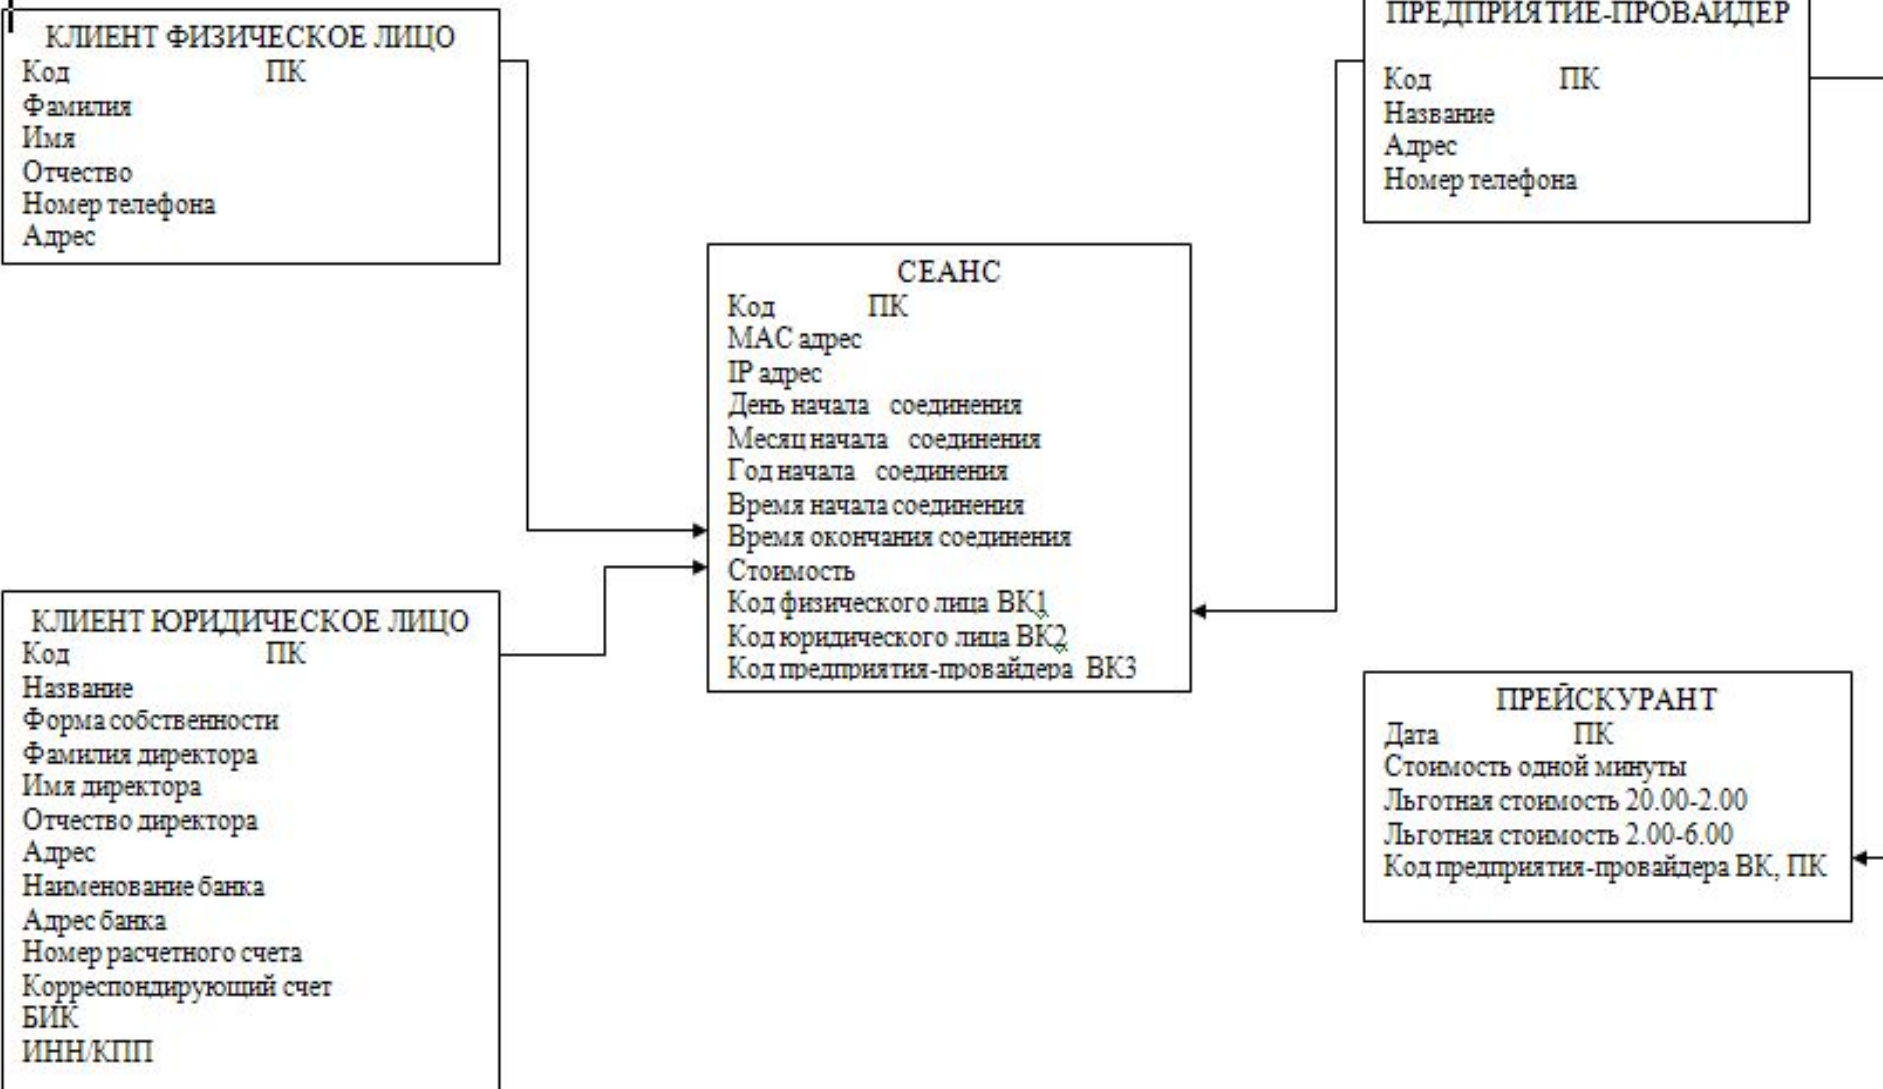 КЛИЕНТ ФИЗИЧЕСКОЕ ЛИЦО
Код ПК
Фамилия
Имя
Отчество
Номер телефона
Адрес
КЛИЕНТ ЮРИДИЧЕСКОЕ ЛИЦО
Код ПК
Название
Форма собственности
Фамилия директора
Имя директора
Отчество директора
Адрес
Наименование банка
Адрес банка
Номер расчетного счета
Корреспондирующий счет
БИК
ИНН/КПП
СЕАНС
Код ПК
MAC адрес
IP адрес
День начала соединения
Месяц начала соединения
Год начала соединения
Время начала соединения
Время окончания соединения
Стоимость
Код физического лица ВК1
Код юридического лица ВК2
Код предприятия-провайдера ВК3
ПРЕДПРИЯТИЕ-ПРОВАЙДЕР
Код ПК
Название
Адрес
Номер телефона
ПРЕЙСКУРАНТ
Дата ПК
Стоимость одной минуты
Льготная стоимость 20.00-2.00
Льготная стоимость 2.00-6.00
Код предприятия-провайдера ВК, ПК